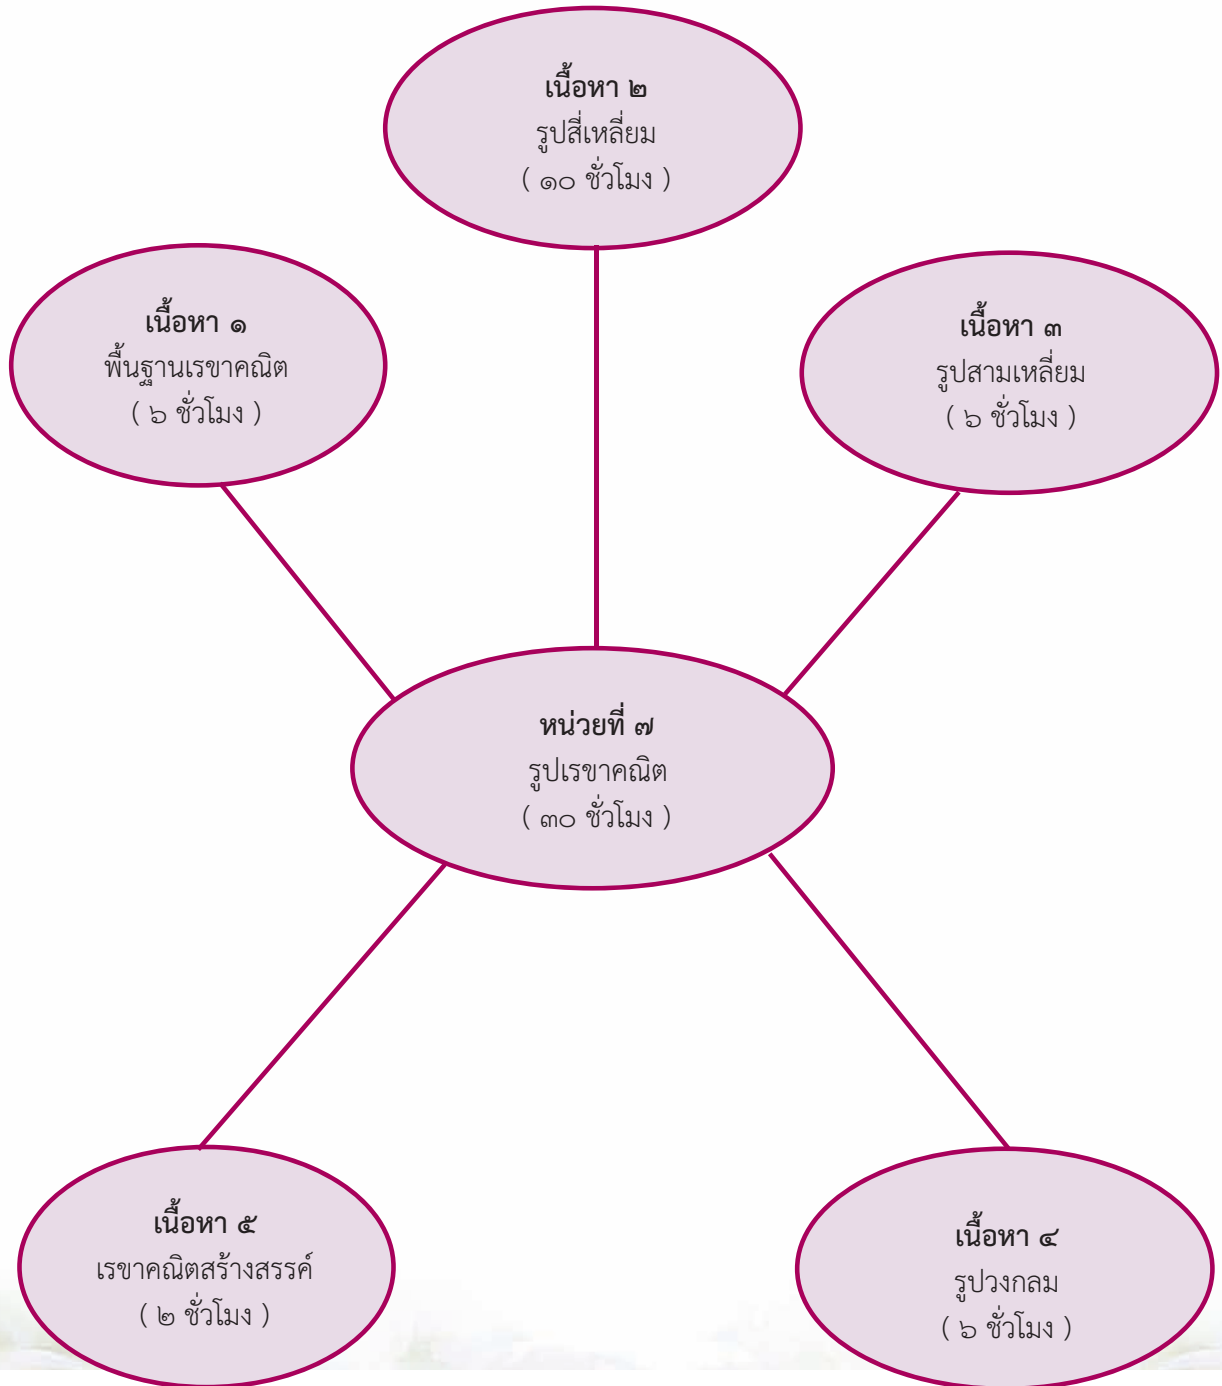 เนื้อหา ๒
รูปสี่เหลี่ยม
( ๑๐ ชั่วโมง )
เนื้อหา ๑
พื้นฐานเรขาคณิต
( ๖ ชั่วโมง )
เนื้อหา ๓
รูปสามเหลี่ยม
( ๖ ชั่วโมง )
หน่วยที่ ๗
รูปเรขาคณิต
( ๓๐ ชั่วโมง )
เนื้อหา ๕
เรขาคณิตสร้างสรรค์
( ๒ ชั่วโมง )
เนื้อหา ๔
รูปวงกลม
( ๖ ชั่วโมง )